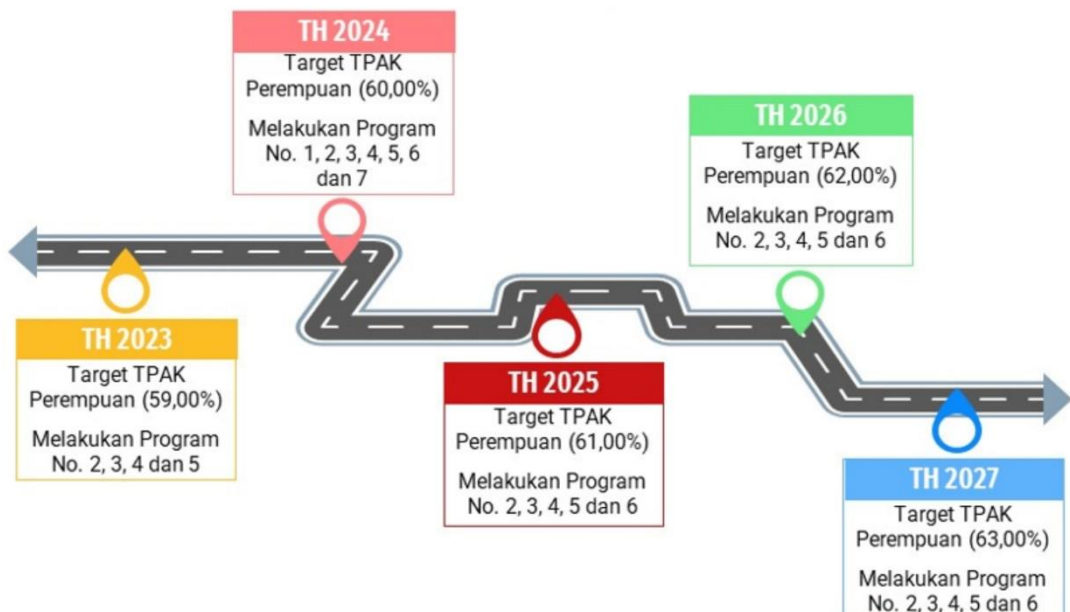 TH 2023
Target TPAK
Perempuan (59,00%)
Melakukan Program
No. 2, 3, 4 dan 5
TH 2024
Target TPAK
Perempuan (60,00%)
Melakukan Program
No. 1, 2, 3, 4, 5, 6
dan 7
TH 2025
Target TPAK
Perempuan (61,00%)
Melakukan Program
No. 2, 3, 4, 5 dan 6
TH 2026
Target TPAK
Perempuan (62,00%)
Melakukan Program
No. 2, 3, 4, 5 dan 6
TH 2027
Target TPAK
Perempuan (63,00%)
Melakukan Program
No. 2, 3, 4, 5 dan 6